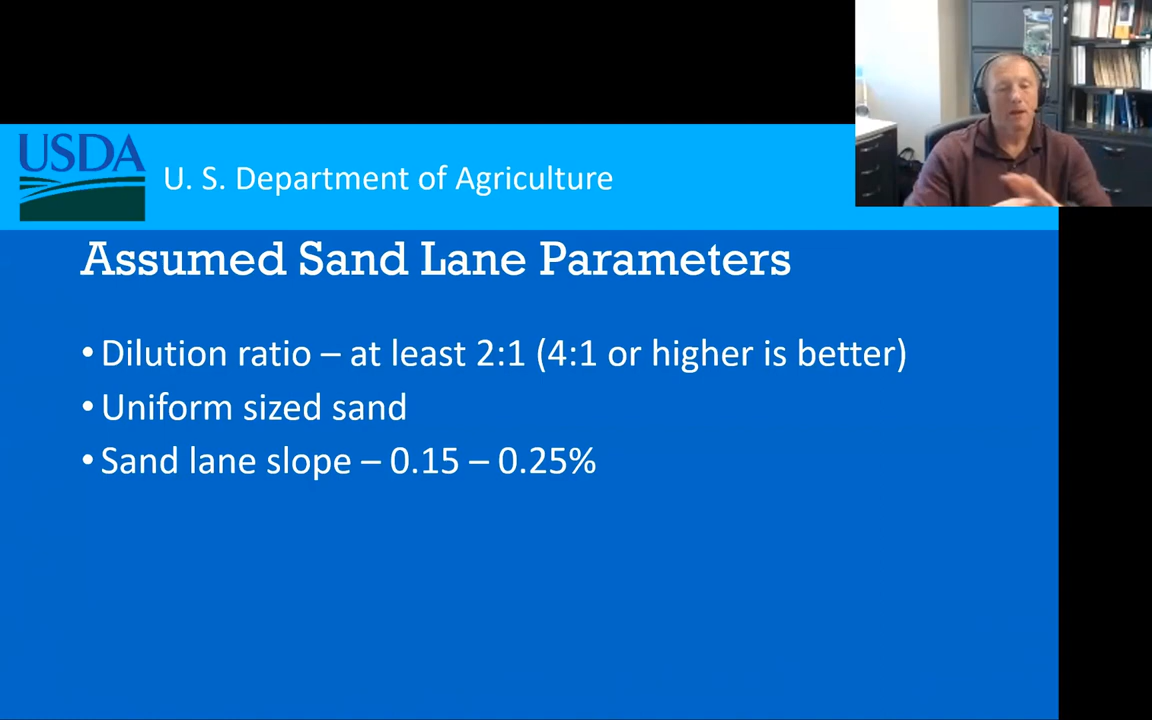 USDA
U. S. Department of Agriculture
Assumed Sand Lane Parameters
• Dilution ratio – at least 2:1 (4:1 or higher is better)
• Uniform sized sand
• Sand lane slope – 0.15 – 0.25%